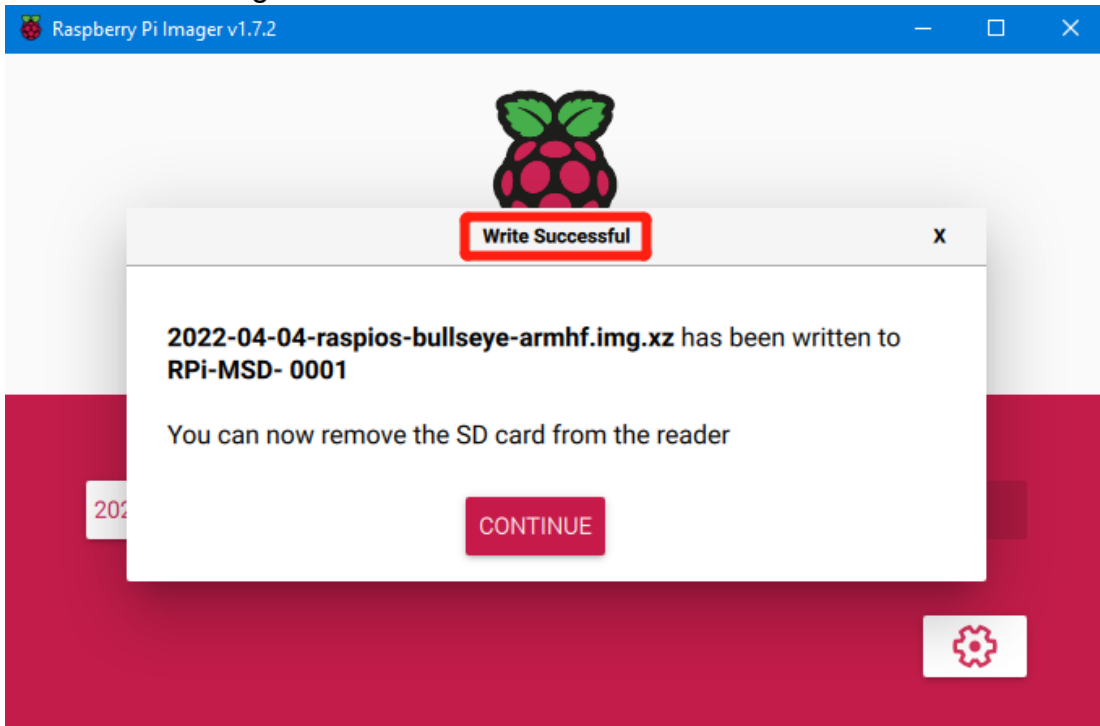 Raspberry Pi Imager v1.7.2
Write Successful
X
2022-04-04-raspios-bullseye-armhf.img.xz has been written to
RPi-MSD- 0001
You can now remove the SD card from the reader
202
CONTINUE